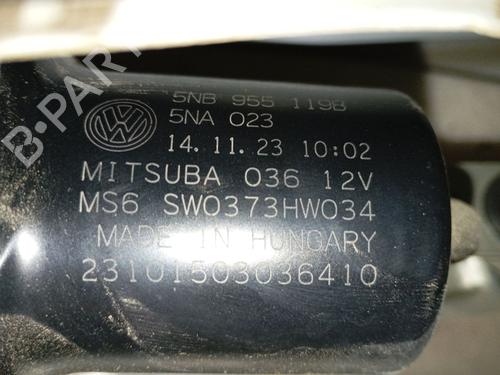 5NB 955 119B
5NA 023
14.11.23 10:02
MITSUBA 036 12V
MS6 SW0373HW034
MADE IN HUNGARY
23101503036410